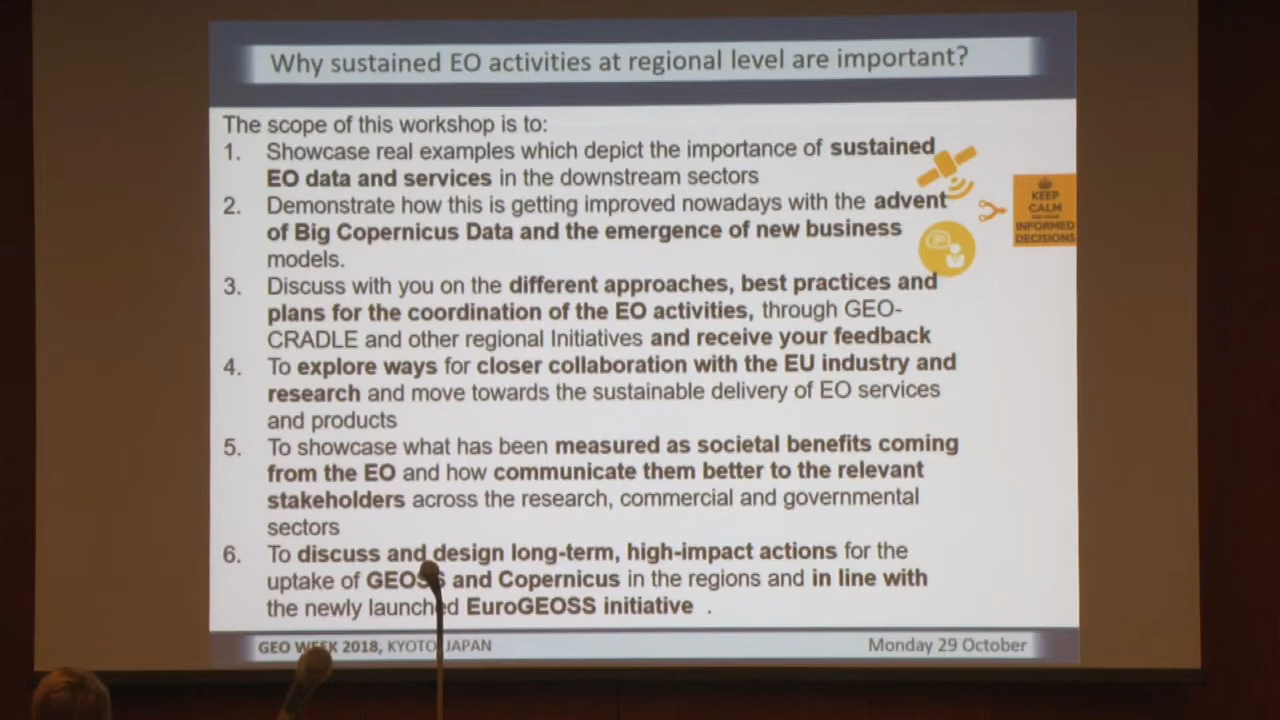 Why sustained EO activities at regional level are important?
The scope of this workshop is to:
1. Showcase real examples which depict the importance of sustained
EO data and services in the downstream sectors
2. Demonstrate how this is getting improved nowadays with the advent
of Big Copernicus Data and the emergence of new business
models.
3. Discuss with you on the different approaches, best practices and
plans for the coordination of the EO activities, through GEO-
CRADLE and other regional Initiatives and receive your feedback
4. To explore ways for closer collaboration with the EU industry and
research and move towards the sustainable delivery of EO services
and products
5. To showcase what has been measured as societal benefits coming
from the EO and how communicate them better to the relevant
stakeholders across the research, commercial and governmental
sectors
6. To discuss and design long-term, high-impact actions for the
uptake of GEOSS and Copernicus in the regions and in line with
the newly launched EuroGEOSS initiative .
KEEP
CALM
INFORMED
DECISIONS
GEO WEEK 2018, KYOTO, JAPAN
Monday 29 October